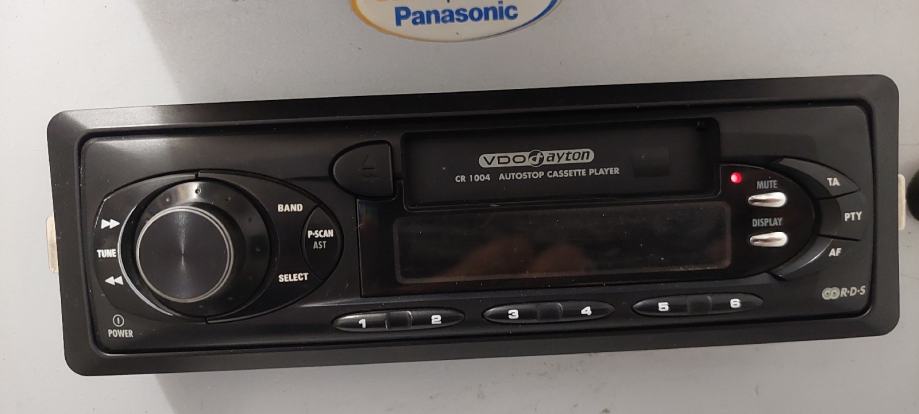 Panasonic
VDO dayton
CR 1004 AUTOSTOP CASSETTE PLAYER
MUTE
TA
BAND
DISPLAY
PTY
P-SCAN
AST
TUNE
AF
SELECT
R·D·S
POWER
1 2 3 4 5 6